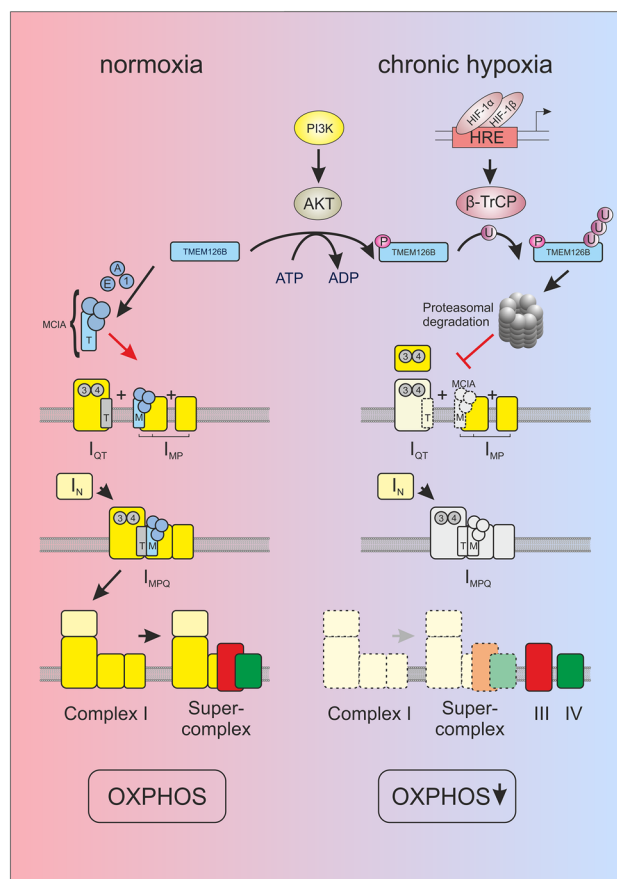 normoxia
chronic hypoxia
HIF-1α
HIF-1β
HRE
PI3K
AKT
β-TrCP
TMEM126B
ATP
ADP
P
TMEM126B
U
P
TMEM126B
U
U
U
A
E
1
MCIA
T
Proteasomal
degradation
3 4
3 4
+
T
M
+
I QT
I MP
3 4
MCIA
+
T
M
+
I QT
I MP
I N
3 4
T
M
I MPQ
I N
3 4
T
M
I MPQ
Complex I
Super-
complex
Complex I
Super-
complex
III
IV
OXPHOS
OXPHOS